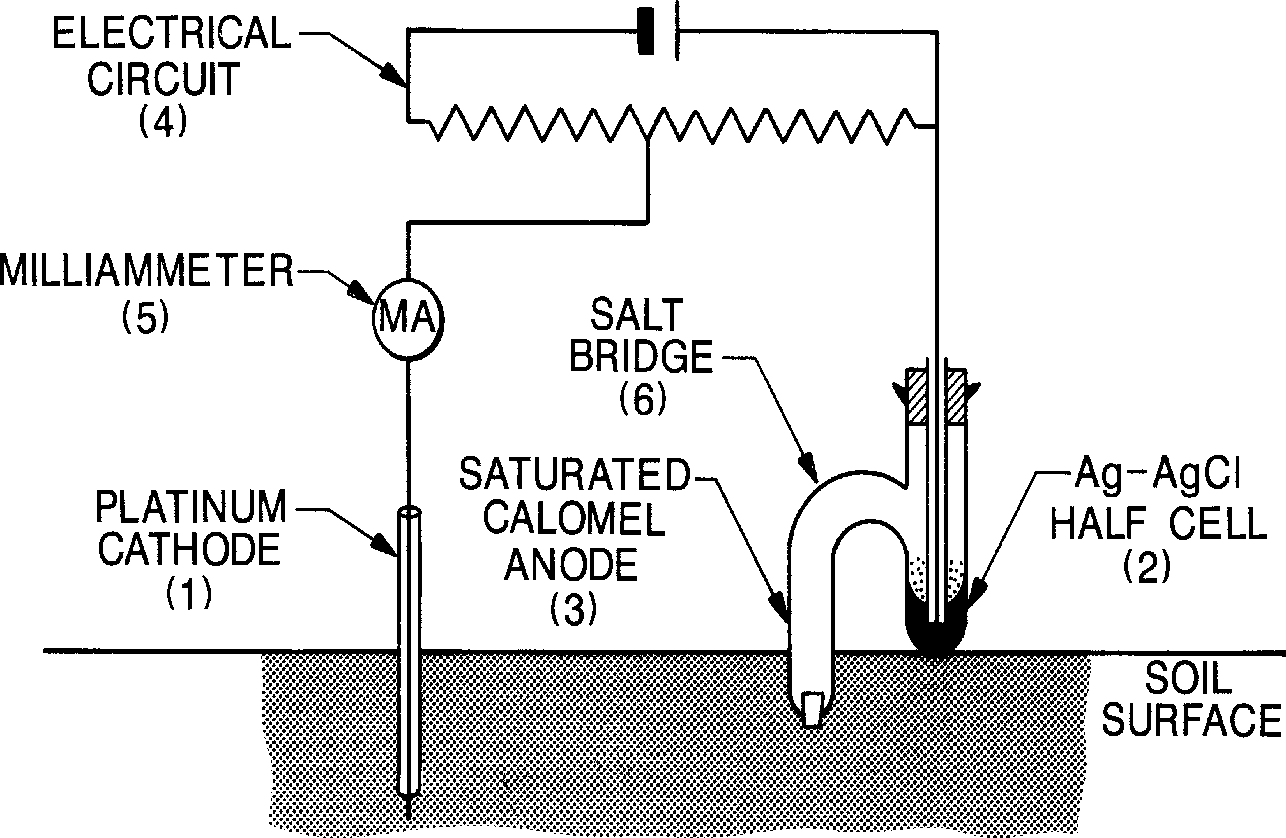 ELECTRICAL
CIRCUIT
(4)
MILLIAMMETER
(5)
MA
SALT
BRIDGE
(6)
SATURATED
CALOMEL
ANODE
(3)
PLATINUM
CATHODE
(1)
Ag-AgCl
HALF CELL
(2)
SOIL
SURFACE